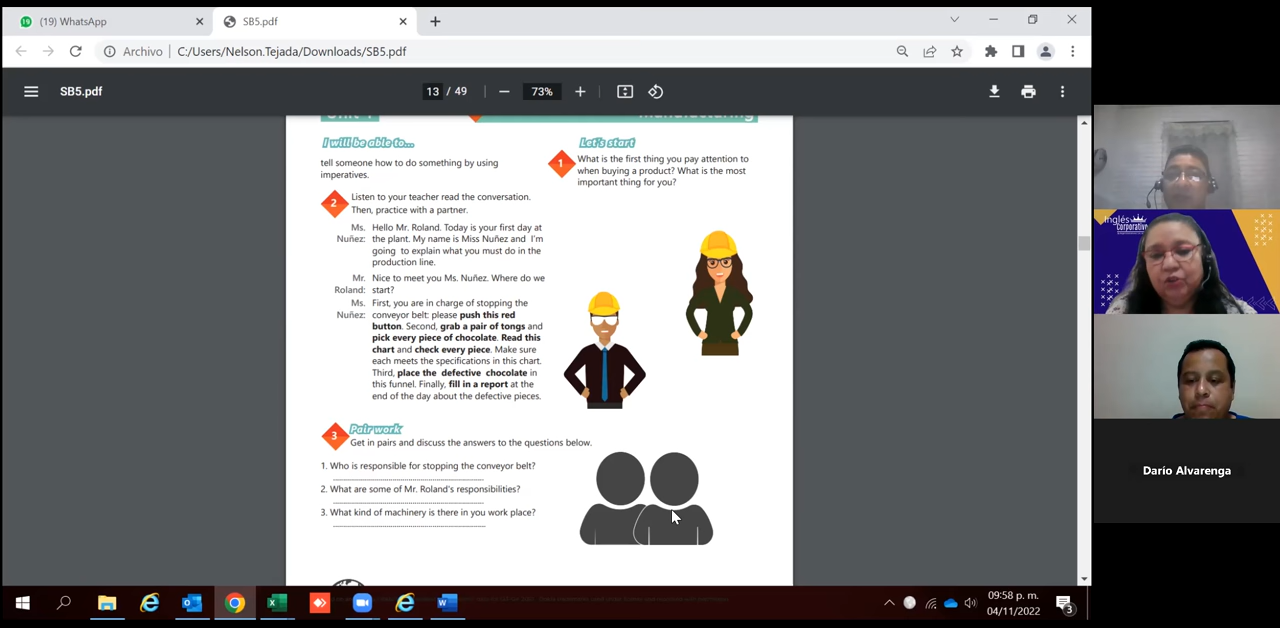 (19) WhatsApp
SB5.pdf
Archivo
C:/Users/Nelson.Tejada/Downloads/SB5.pdf
SB5.pdf
13 / 49
73%
Manufacturing
I will be able to...
tell someone how to do something by using
imperatives.
Let's start
1
What is the first thing you pay attention to
when buying a product? What is the most
important thing for you?
2
Listen to your teacher read the conversation.
Then, practice with a partner.
Ms. Nuñez: Hello Mr. Roland. Today is your first day at
the plant. My name is Miss Nuñez and I'm
going to explain what you must do in the
production line.
Mr. Roland: Nice to meet you Ms. Nuñez. Where do we
start?
Ms. Nuñez: First, you are in charge of stopping the
conveyor belt: please push this red
button. Second, grab a pair of tongs and
pick every piece of chocolate. Read this
chart and check every piece. Make sure
each meets the specifications in this chart.
Third, place the defective chocolate in
this funnel. Finally, fill in a report at the
end of the day about the defective pieces.
3
Pair work
Get in pairs and discuss the answers to the questions below.
1. Who is responsible for stopping the conveyor belt?
2. What are some of Mr. Roland's responsibilities?
3. What kind of machinery is there in you work place?
Inglés
Corporativo
Darío Alvarenga
09:58 p. m.
04/11/2022
3